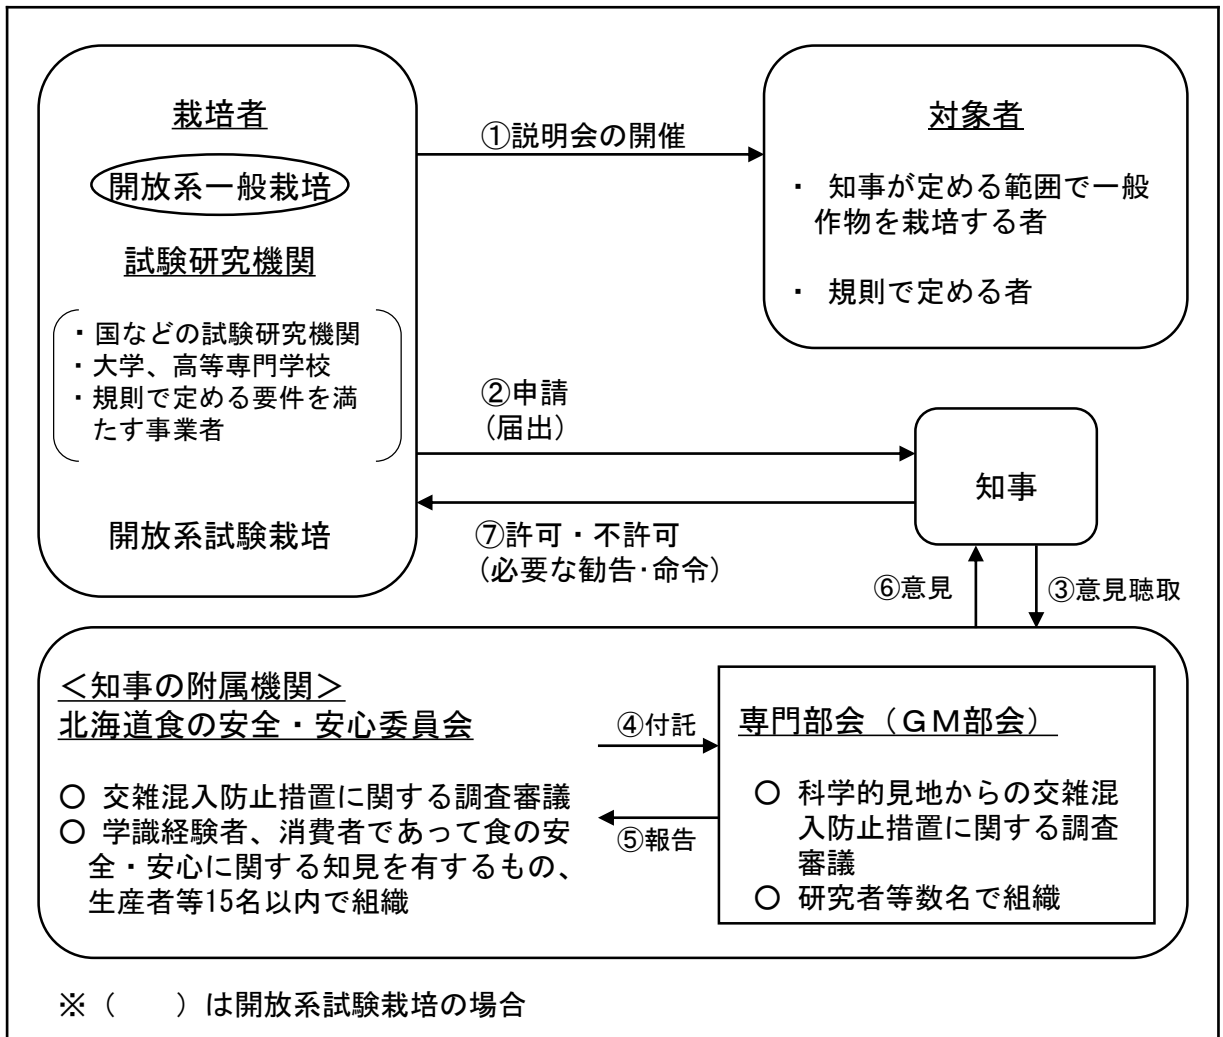 栽培者
開放系一般栽培
試験研究機関
・国などの試験研究機関
・大学、高等専門学校
・規則で定める要件を満
たす事業者
開放系試験栽培
①説明会の開催
対象者
・ 知事が定める範囲で一般
作物を栽培する者
・ 規則で定める者
②申請
(届出)
知事
⑦許可・不許可
(必要な勧告･命令)
⑥意見
③意見聴取
＜知事の附属機関＞
北海道食の安全・安心委員会
○ 交雑混入防止措置に関する調査審議
○ 学識経験者、消費者であって食の安
全・安心に関する知見を有するもの、
生産者等15名以内で組織
④付託
⑤報告
専門部会（ＧＭ部会）
○ 科学的見地からの交雑混
入防止措置に関する調査
審議
○ 研究者等数名で組織
※（　　）は開放系試験栽培の場合